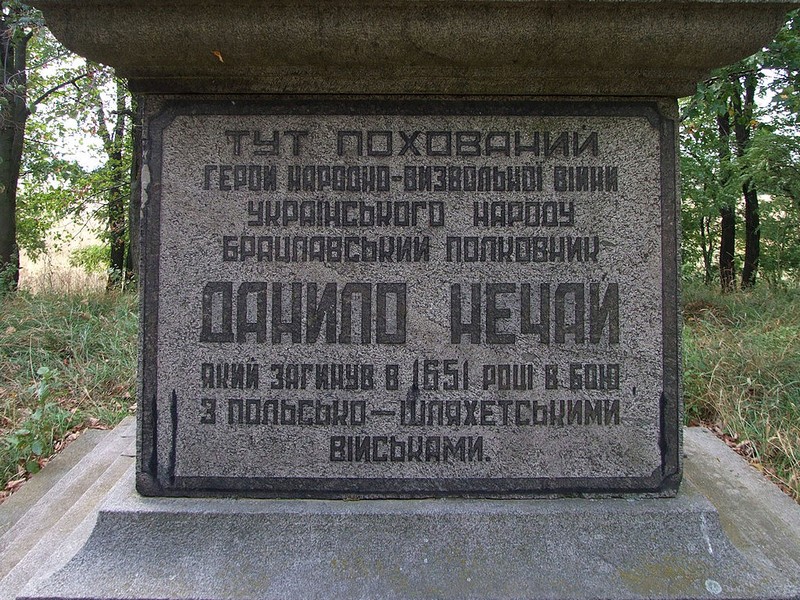 ТУТ ПОХОВАНИЙ
ГЕРОЙ НАРОДНО-ВИЗВОЛЬНОЇ ВІЙНИ
УКРАЇНСЬКОГО НАРОДУ
БРАЦЛАВСЬКИЙ ПОЛКОВНИК
ДАНИЛО НЕЧАЙ
ЯКИЙ ЗАГИНУВ В 1651 РОЦІ В БОЮ
З ПОЛЬСЬКО-ШЛЯХЕТСЬКИМИ
ВІЙСЬКАМИ.